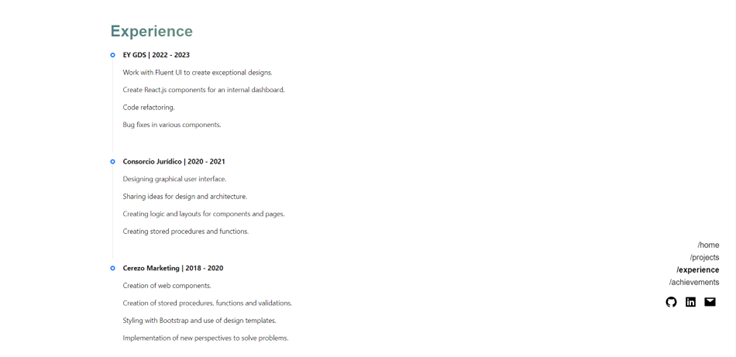 Experience
EY GDS | 2022 - 2023
Work with Fluent UI to create exceptional designs.
Create React.js components for an internal dashboard.
Code refactoring.
Bug fixes in various components.
Consorcio Jurídico | 2020 - 2021
Designing graphical user interface.
Sharing ideas for design and architecture.
Creating logic and layouts for components and pages.
Creating stored procedures and functions.
Cerezo Marketing | 2018 - 2020
Creation of web components.
Creation of stored procedures, functions and validations.
Styling with Bootstrap and use of design templates.
Implementation of new perspectives to solve problems.
/home
/projects
/experience
/achievements